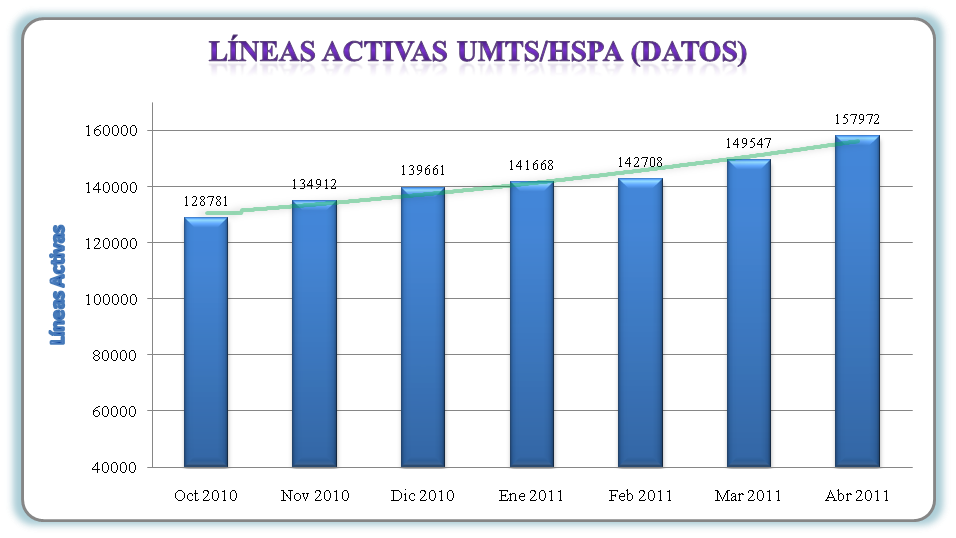 LÍNEAS ACTIVAS UMTS/HSPA (DATOS)
Líneas Activas
160000
140000
120000
100000
80000
60000
40000
128781
134912
139661
141668
142708
149547
157972
Oct 2010
Nov 2010
Dic 2010
Ene 2011
Feb 2011
Mar 2011
Abr 2011